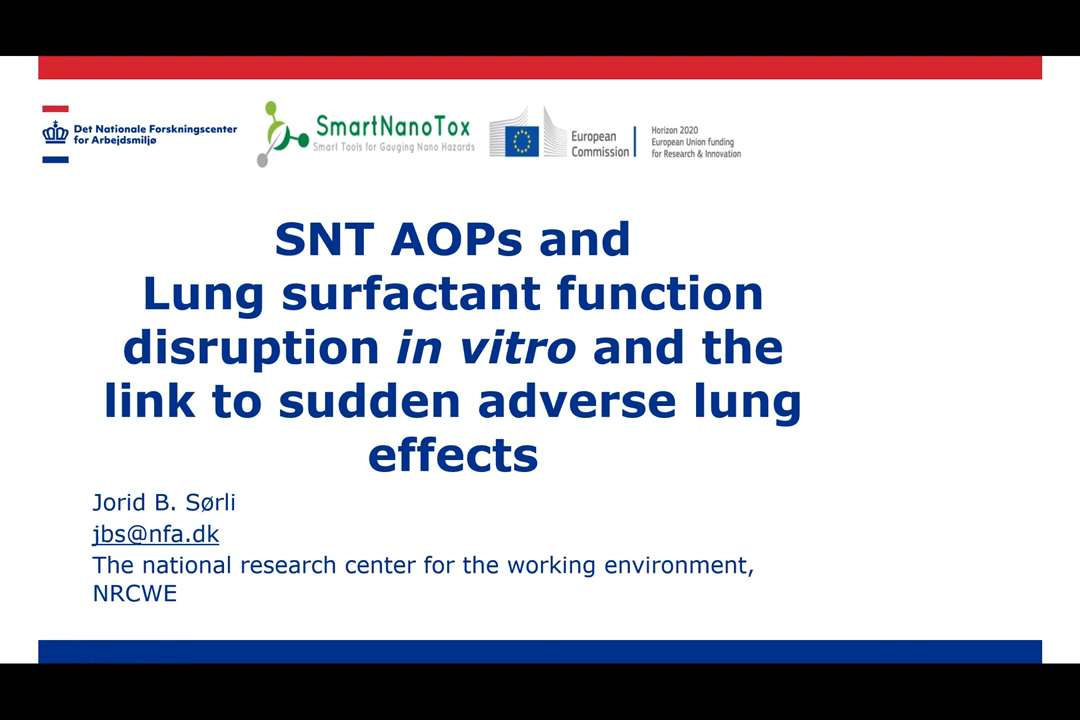 Det Nationale Forskningscenter
for Arbejdsmiljø
SmartNanoTox
Smart Tools for Gauging Nano Hazards
European
Commission
Horizon 2020
European Union funding
for Research & Innovation
SNT AOPs and
Lung surfactant function
disruption in vitro and the
link to sudden adverse lung
effects
Jorid B. Sørli
jbs@nfa.dk
The national research center for the working environment,
NRCWE